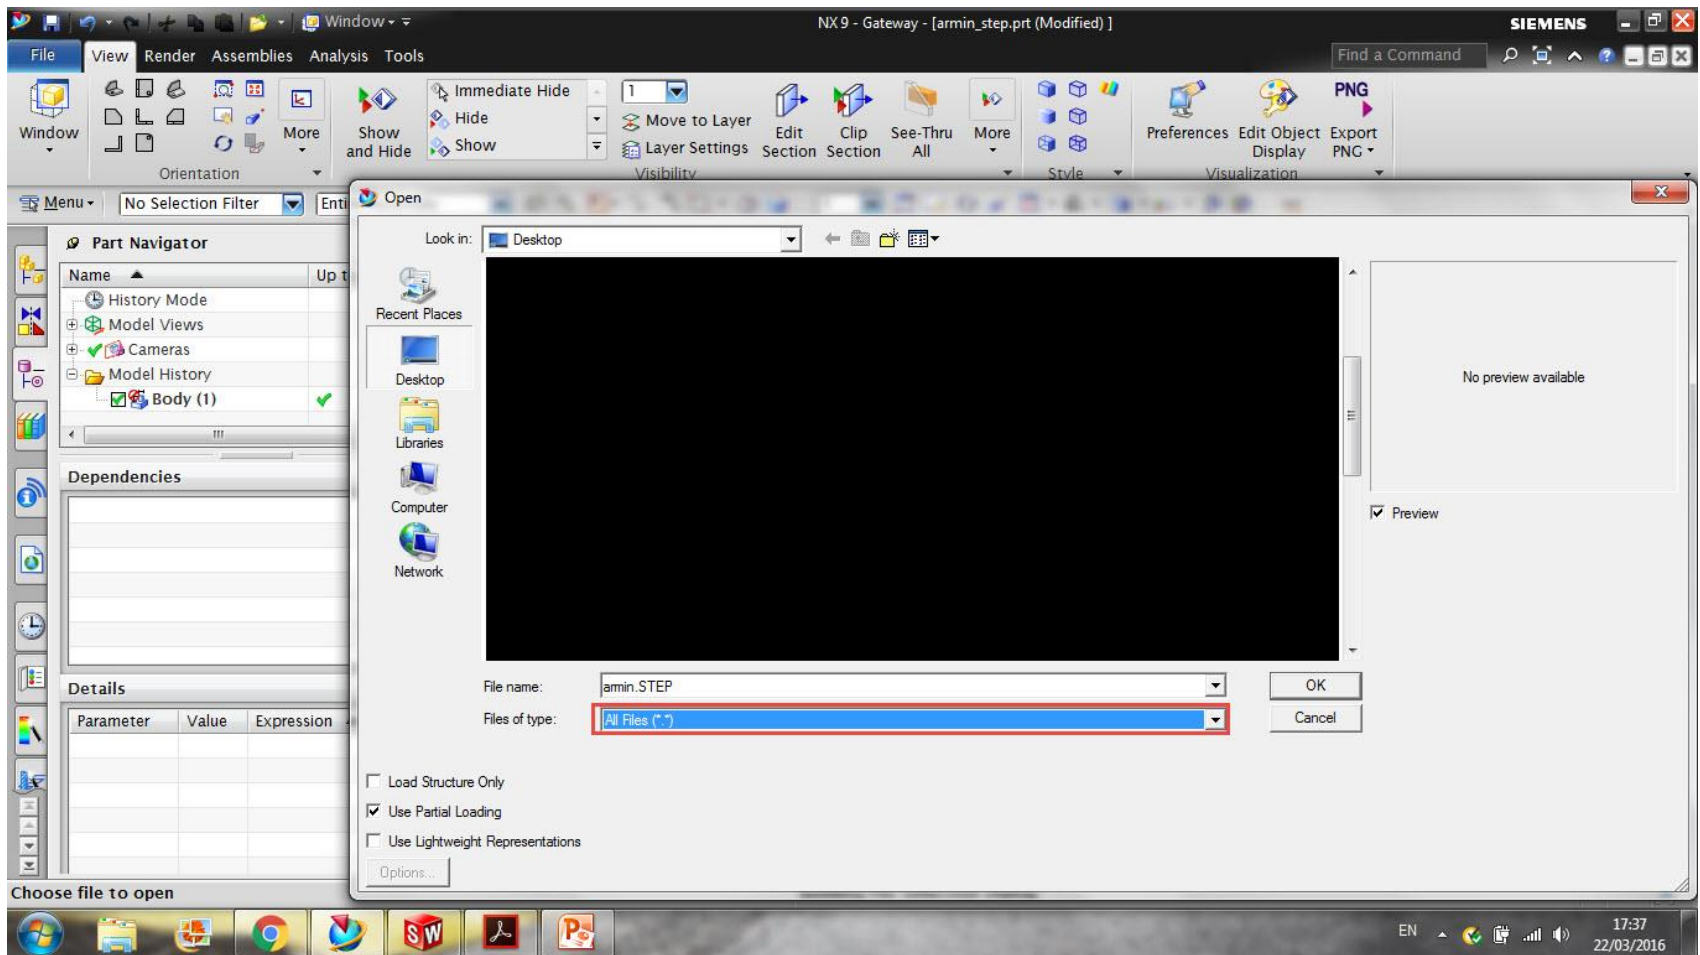 Window
NX 9 - Gateway - [armin_step.prt (Modified) ]
SIEMENS
File View Render Assemblies Analysis Tools
Find a Command
Window
More
Orientation
Show and Hide
Immediate Hide
Hide
Show
1
Move to Layer
Layer Settings
Edit Section
Clip Section
See-Thru All
More
Visibility
Style
Preferences
Edit Object Display
PNG
Export PNG
Visualization
Menu
No Selection Filter
Enti
Part Navigator
Name Up t
History Mode
Model Views
Cameras
Model History
Body (1)
Dependencies
Details
Parameter Value Expression
Choose file to open
Open
Look in: Desktop
Recent Places
Desktop
Libraries
Computer
Network
No preview available
Preview
File name: armin.STEP
OK
Files of type: All Files (*.*)
Cancel
Load Structure Only
Use Partial Loading
Use Lightweight Representations
Options...
SW
EN
17:37
22/03/2016